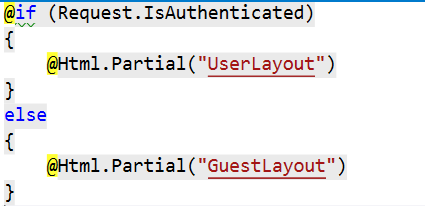 @if (Request.IsAuthenticated)
{
    @Html.Partial("UserLayout")
}
else
{
    @Html.Partial("GuestLayout")
}